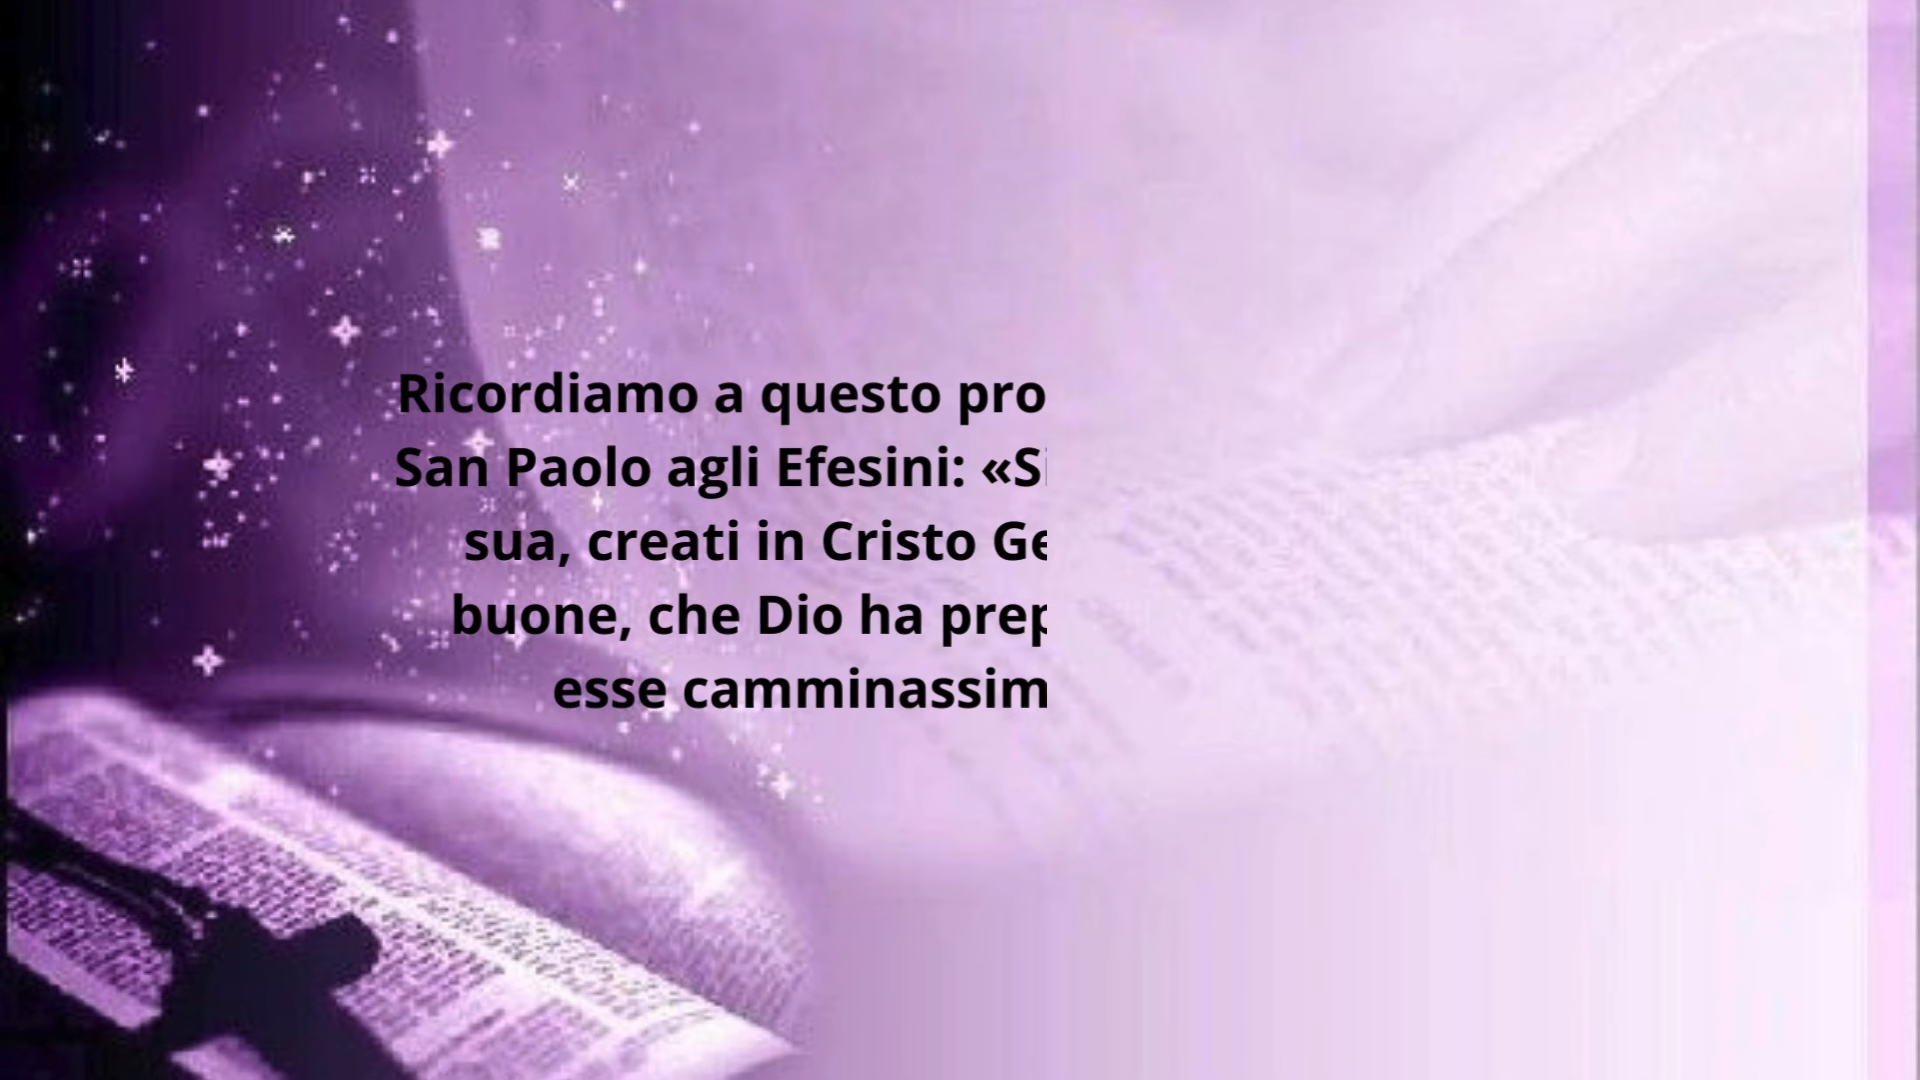 Ricordiamo a questo pro
San Paolo agli Efesini: «Si
sua, creati in Cristo Ge
buone, che Dio ha prep
esse camminassim